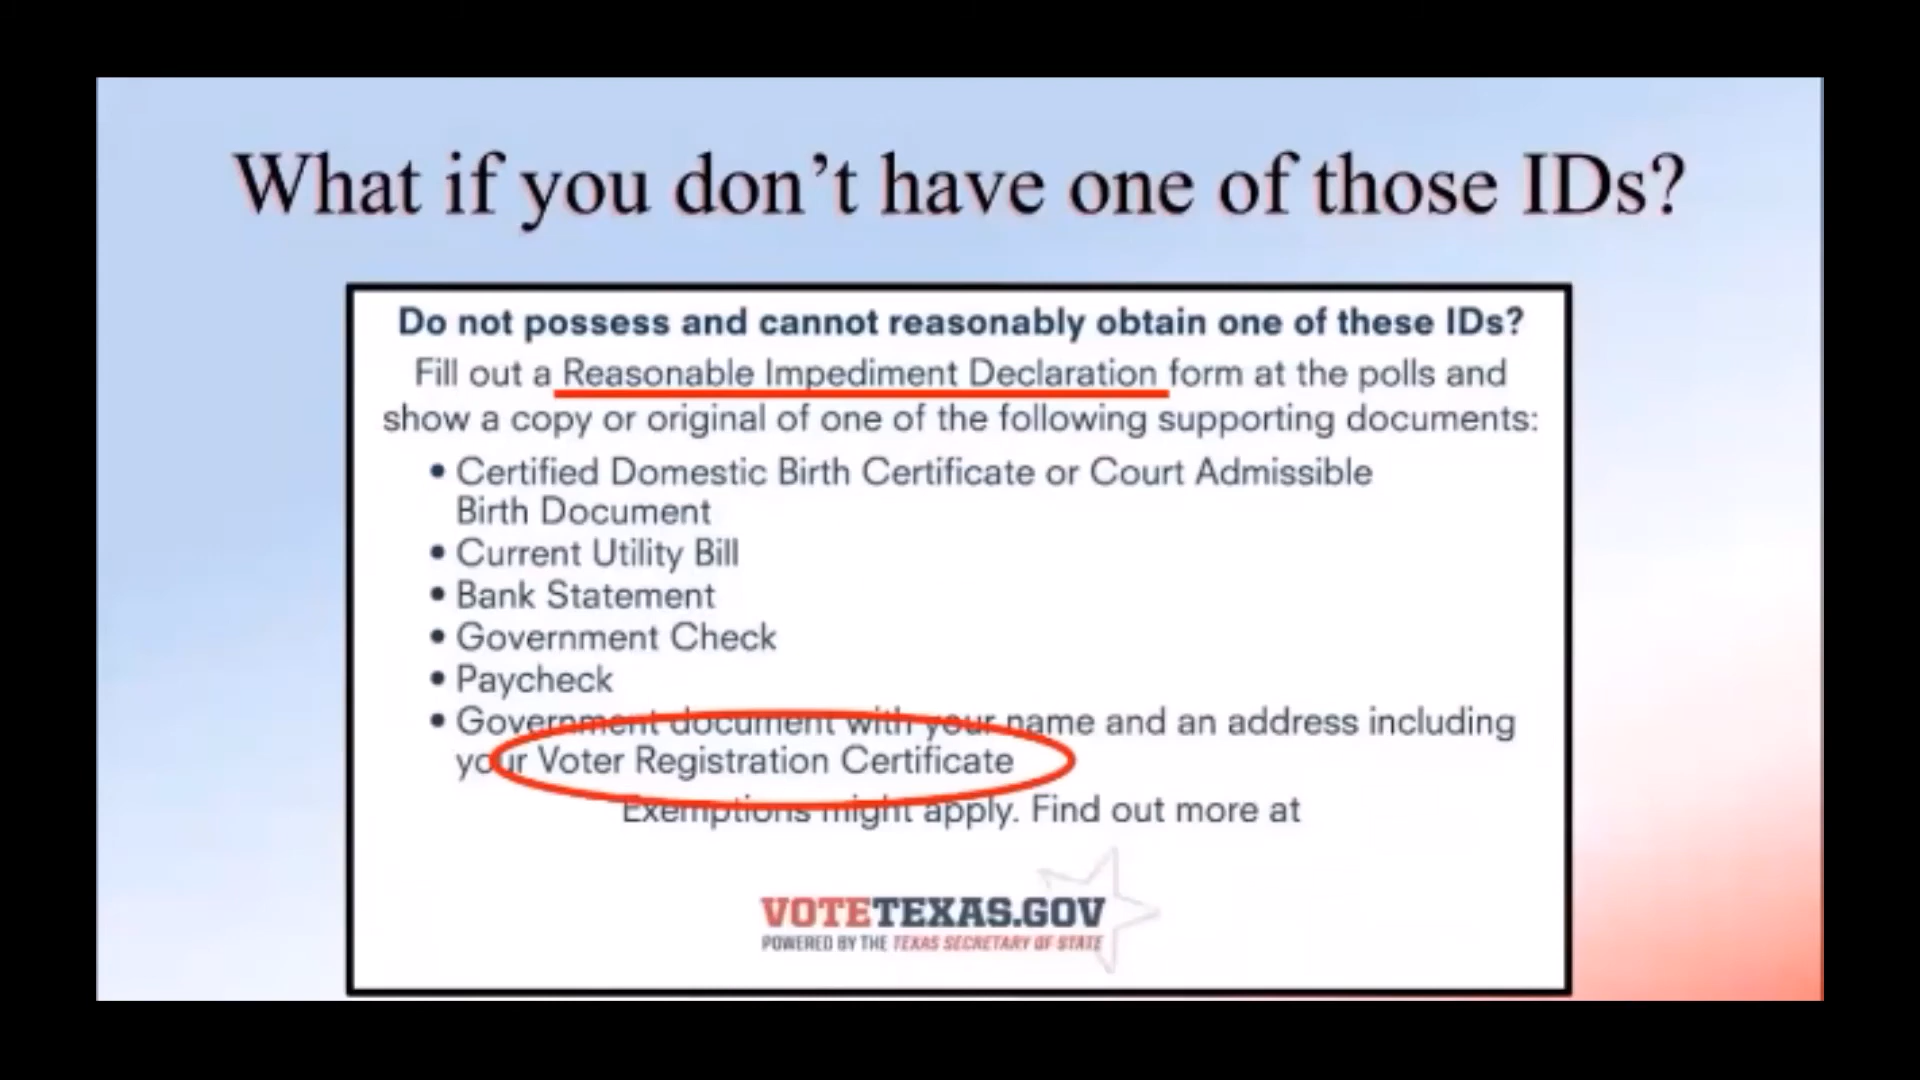 What if you don't have one of those IDs?
Do not possess and cannot reasonably obtain one of these IDs?
Fill out a Reasonable Impediment Declaration form at the polls and
show a copy or original of one of the following supporting documents:
• Certified Domestic Birth Certificate or Court Admissible
Birth Document
• Current Utility Bill
• Bank Statement
• Government Check
• Paycheck
• Government document with your name and an address including
your Voter Registration Certificate
Exemptions might apply. Find out more at
VOTETEXAS.GOV
POWERED BY THE TEXAS SECRETARY OF STATE